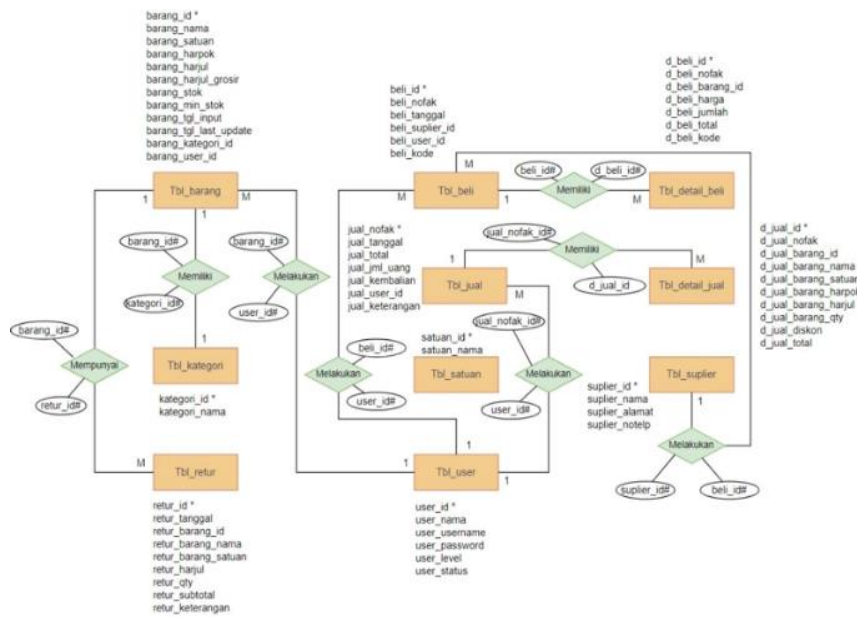 barang_id *
barang_nama
barang_satuan
barang_harpok
barang_harjul
barang_harjul_grosir
barang_stok
barang_min_stok
barang_tgl_input
barang_tgl_last_update
barang_kategori_id
barang_user_id
beli_id *
beli_nofak
beli_tanggal
beli_suplier_id
beli_user_id
beli_kode
d_beli_id *
d_beli_nofak
d_beli_barang_id
d_beli_harga
d_beli_jumlah
d_beli_total
d_beli_kode
1
Tbl_barang
M
1
M
Tbl_beli
M
1
beli_id#
d_beli_id#
Memiliki
M
Tbl_detail_beli
barang_id#
Memiliki
kategori_id#
barang_id#
Melakukan
user_id#
jual_nofak *
jual_tanggal
jual_total
jual_jml_uang
jual_kembalian
jual_user_id
jual_keterangan
jual_nofak_id#
Memiliki
d_jual_id
1
Tbl_jual
M
M
Tbl_detail_jual
d_jual_id *
d_jual_nofak
d_jual_barang_id
d_jual_barang_nama
d_jual_barang_satuan
d_jual_barang_harpol
d_jual_barang_harjul
d_jual_barang_qty
d_jual_diskon
d_jual_total
barang_id#
Mempunyai
retur_id#
1
Tbl_kategori
kategori_id *
kategori_nama
beli_id#
Melakukan
user_id#
satuan_id *
satuan_nama
Tbl_satuan
jual_nofak_id#
Melakukan
user_id#
suplier_id *
suplier_nama
suplier_alamat
suplier_notelp
Tbl_suplier
1
Melakukan
suplier_id#
beli_id#
M
Tbl_retur
retur_id *
retur_tanggal
retur_barang_id
retur_barang_nama
retur_barang_satuan
retur_harjul
retur_qty
retur_subtotal
retur_keterangan
1
1
Tbl_user
1
user_id *
user_nama
user_username
user_password
user_level
user_status